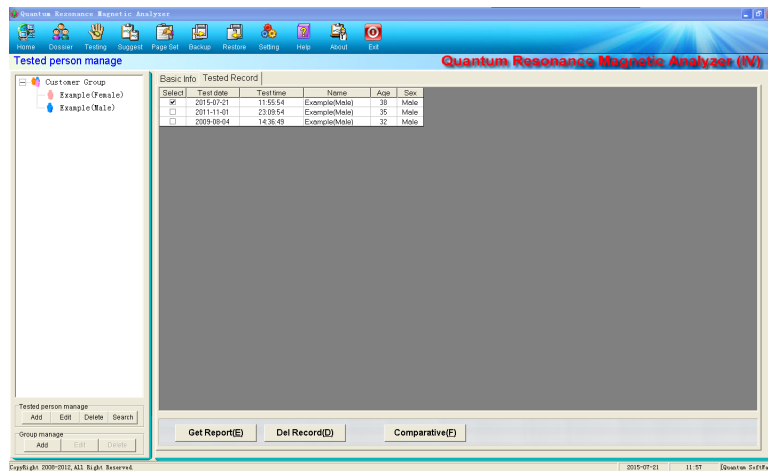 Quantum Resonance Magnetic Analyzer
Home Dossier Testing Suggest Page Set Backup Restore Setting Help About Exit
Tested person manage
Quantum Resonance Magnetic Analyzer (IV)
Customer Group
Example(Female)
Example(Male)
Basic Info Tested Record
Select Test date Test time Name Age Sex
2015-07-21 11:55:54 Example(Male) 38 Male
2011-11-01 23:09:54 Example(Male) 35 Male
2009-08-04 14:36:49 Example(Male) 32 Male
Tested person manage
Add Edit Delete Search
Group manage
Add Edit Delete
Get Report(E) Del Record(D) Comparative(F)
CopyRight 2008-2012, All Right Reserved. 2015-07-21 11:57